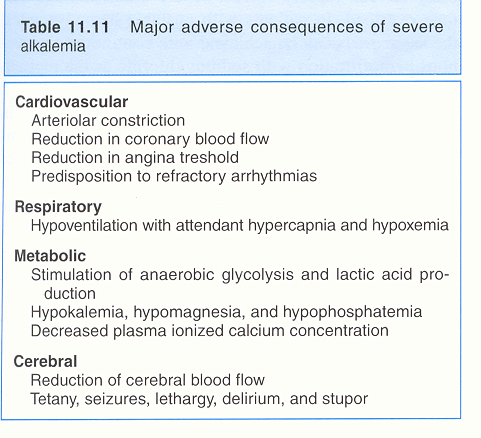 Table 11.11 Major adverse consequences of severe
alkalemia
Cardiovascular
Arteriolar constriction
Reduction in coronary blood flow
Reduction in angina treshold
Predisposition to refractory arrhythmias
Respiratory
Hypoventilation with attendant hypercapnia and hypoxemia
Metabolic
Stimulation of anaerobic glycolysis and lactic acid pro-
duction
Hypokalemia, hypomagnesia, and hypophosphatemia
Decreased plasma ionized calcium concentration
Cerebral
Reduction of cerebral blood flow
Tetany, seizures, lethargy, delirium, and stupor